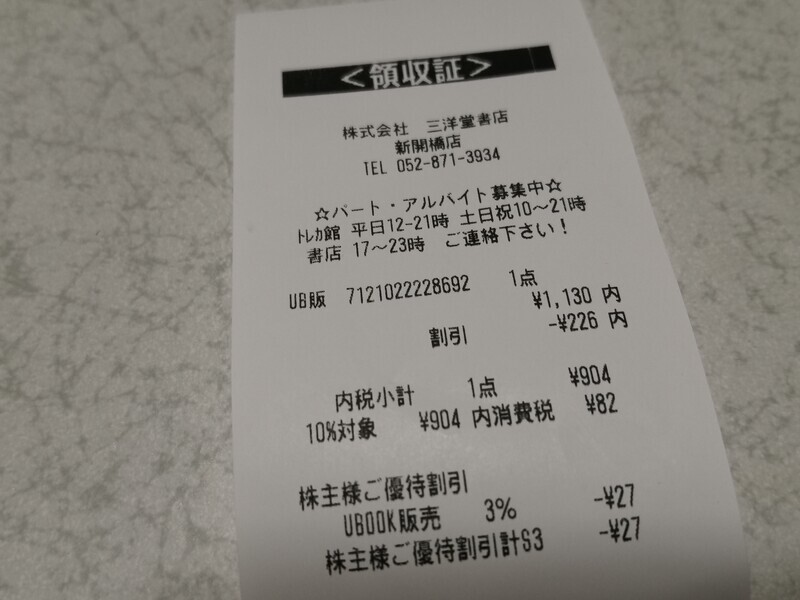 ＜領収証＞
株式会社　三洋堂書店
新開橋店
TEL 052-871-3934
☆パート・アルバイト募集中☆
ﾄﾚｶ館 平日12-21時 土日祝10～21時
書店 17～23時　ご連絡下さい！
UB販　7121022228692　1点
¥1,130 内
割引　-¥226 内
内税小計　1点　¥904
10%対象　¥904 内消費税　¥82
株主様ご優待割引
UBOOK販売　3%　-¥27
株主様ご優待割引計S3　-¥27